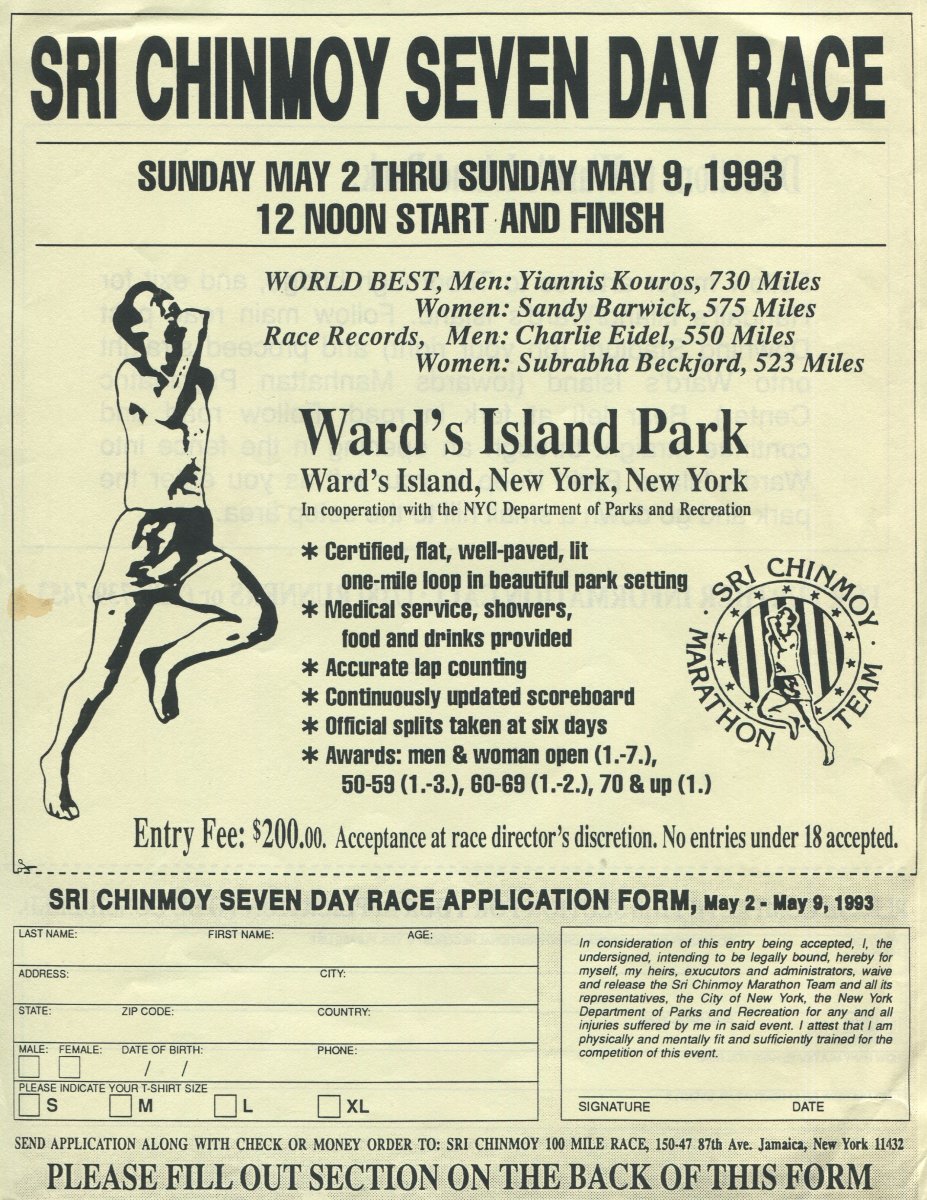 SRI CHINMOY SEVEN DAY RACE
SUNDAY MAY 2 THRU SUNDAY MAY 9, 1993
12 NOON START AND FINISH
WORLD BEST, Men: Yiannis Kouros, 730 Miles
Women: Sandy Barwick, 575 Miles
Race Records, Men: Charlie Eidel, 550 Miles
Women: Subrabha Beckjord, 523 Miles
Ward's Island Park
Ward's Island, New York, New York
In cooperation with the NYC Department of Parks and Recreation
* Certified, flat, well-paved, lit
one-mile loop in beautiful park setting
* Medical service, showers,
food and drinks provided
* Accurate lap counting
* Continuously updated scoreboard
* Official splits taken at six days
* Awards: men & woman open (1.-7.),
50-59 (1.-3.), 60-69 (1.-2.), 70 & up (1.)
· SRI CHINMOY ·
MARATHON TEAM
Entry Fee: $200.00. Acceptance at race director's discretion. No entries under 18 accepted.
SRI CHINMOY SEVEN DAY RACE APPLICATION FORM, May 2 - May 9, 1993
LAST NAME: FIRST NAME: AGE:
ADDRESS: CITY:
STATE: ZIP CODE: COUNTRY:
MALE: FEMALE: DATE OF BIRTH: PHONE:
/ /
PLEASE INDICATE YOUR T-SHIRT SIZE
S M L XL
In consideration of this entry being accepted, I, the
undersigned, intending to be legally bound, hereby for
myself, my heirs, exucutors and administrators, waive
and release the Sri Chinmoy Marathon Team and all its
representatives, the City of New York, the New York
Department of Parks and Recreation for any and all
injuries suffered by me in said event. I attest that I am
physically and mentally fit and sufficiently trained for the
competition of this event.
SIGNATURE DATE
SEND APPLICATION ALONG WITH CHECK OR MONEY ORDER TO: SRI CHINMOY 100 MILE RACE, 150-47 87th Ave. Jamaica, New York 11432
PLEASE FILL OUT SECTION ON THE BACK OF THIS FORM